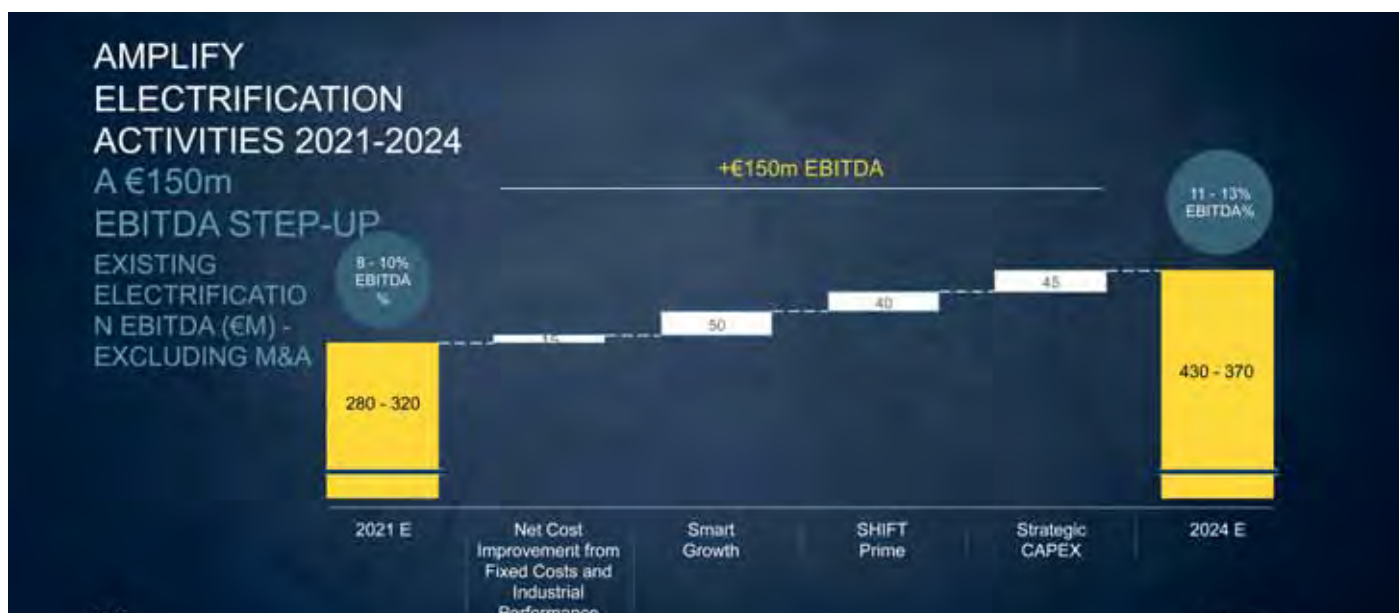 AMPLIFY
ELECTRIFICATION
ACTIVITIES 2021-2024
A €150m
EBITDA STEP-UP
EXISTING
ELECTRIFICATIO
N EBITDA (€M) -
EXCLUDING M&A
+€150m EBITDA
8 - 10%
EBITDA
%
11 - 13%
EBITDA%
280 - 320
15
50
40
45
430 - 370
2021 E
Net Cost
Improvement from
Fixed Costs and
Industrial
Performance
Smart
Growth
SHIFT
Prime
Strategic
CAPEX
2024 E